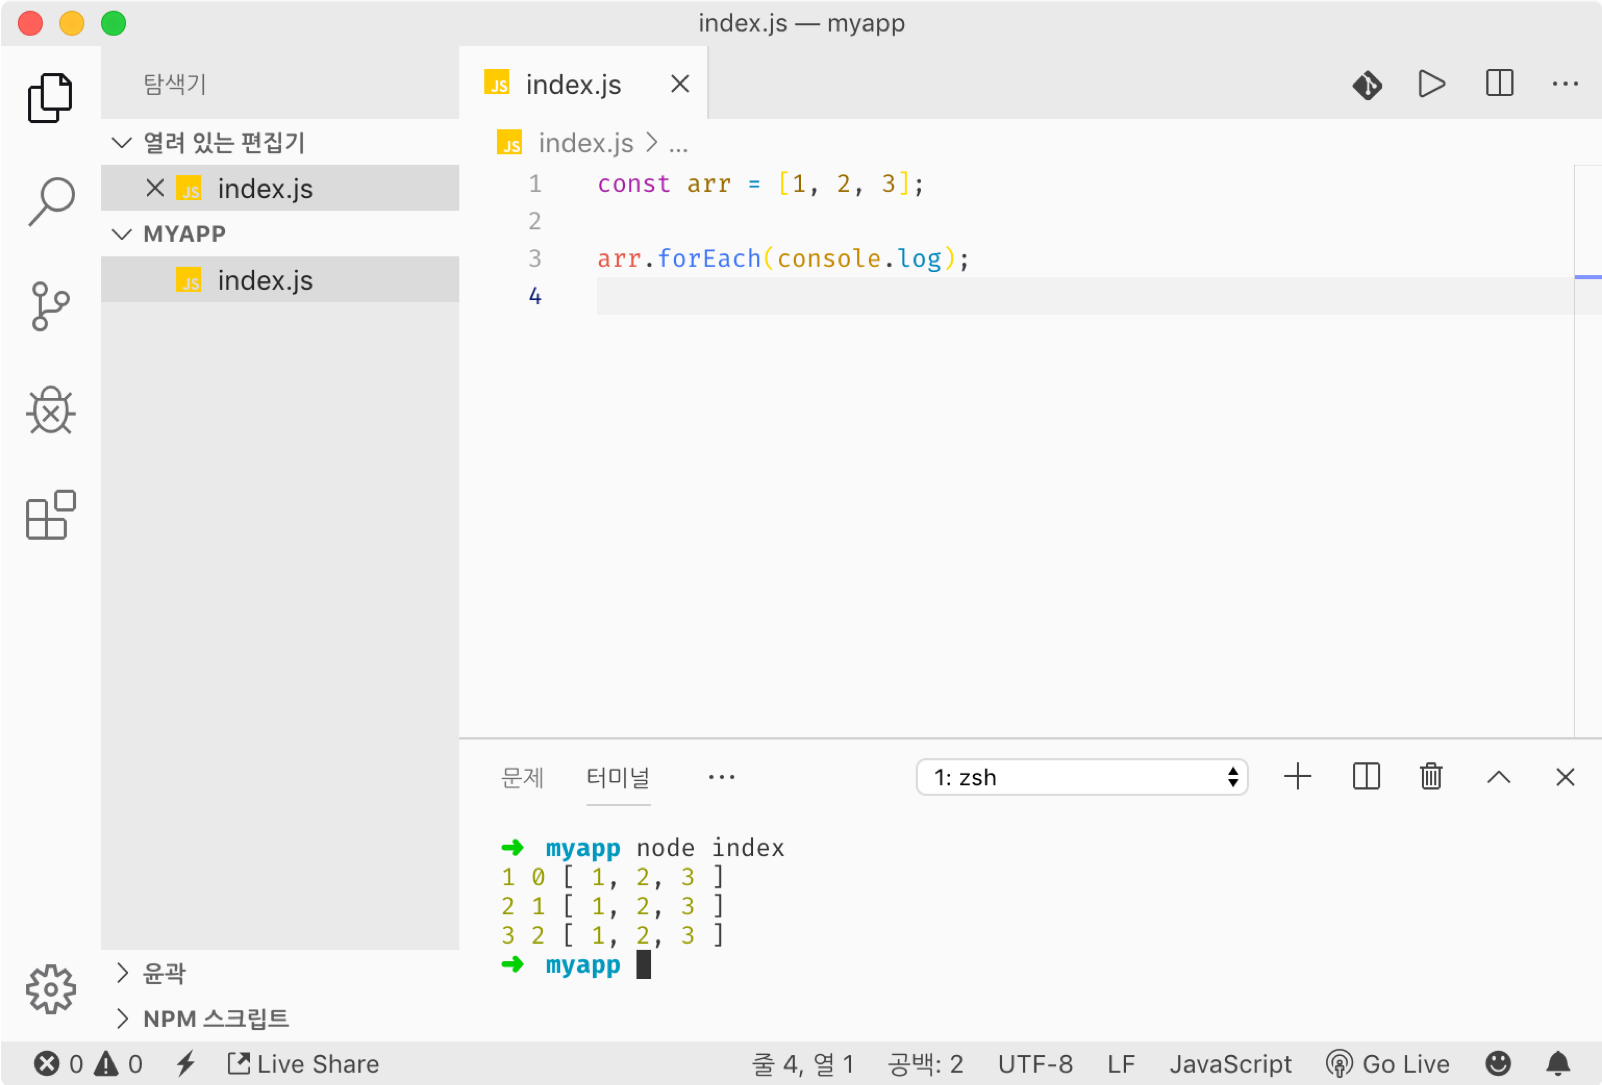 index.js — myapp
탐색기
열려 있는 편집기
JS index.js
MYAPP
JS index.js
윤곽
NPM 스크립트
JS index.js
JS index.js > ...
1 const arr = [1, 2, 3];
2
3 arr.forEach(console.log);
4
문제 터미널 ... 1: zsh
➜ myapp node index
1 0 [ 1, 2, 3 ]
2 1 [ 1, 2, 3 ]
3 2 [ 1, 2, 3 ]
➜ myapp
0 0 Live Share 줄 4, 열 1 공백: 2 UTF-8 LF JavaScript Go Live